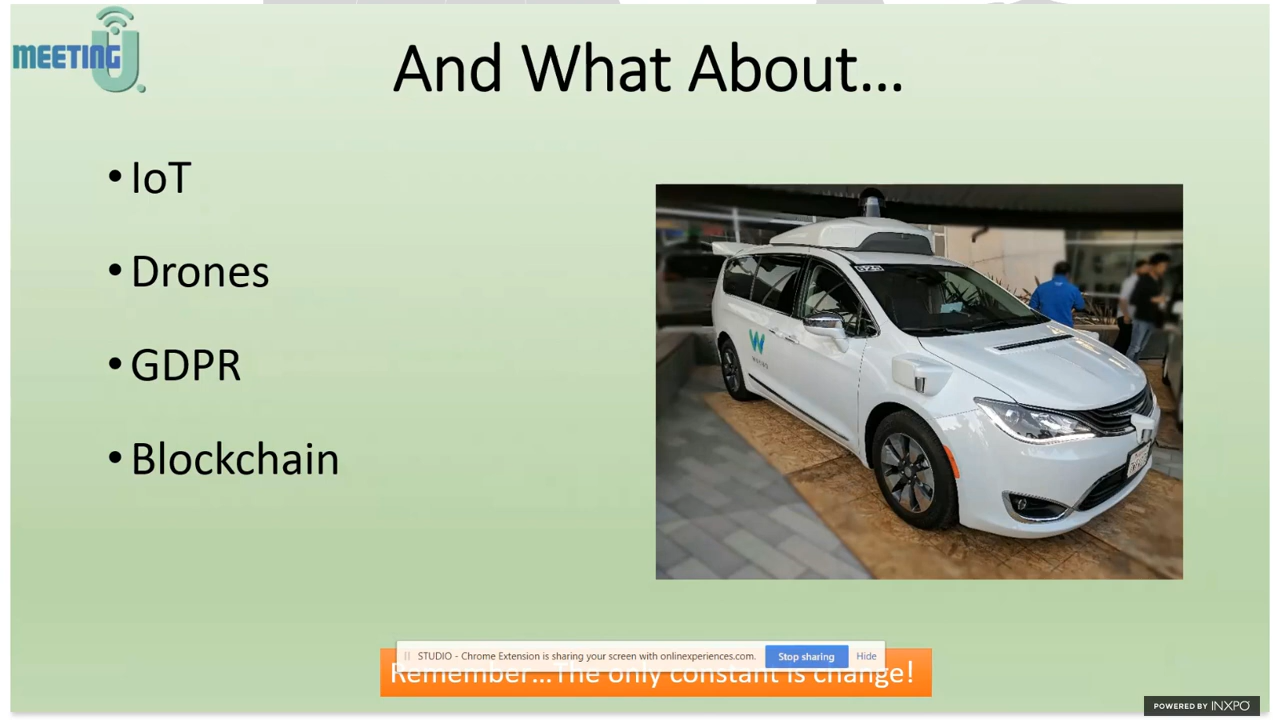 MEETING U
And What About...
• IoT
• Drones
• GDPR
• Blockchain
WAYMO
STUDIO - Chrome Extension is sharing your screen with onlinexperiences.com. Stop sharing Hide
Remember...The only constant is change!
POWERED BY INXPO